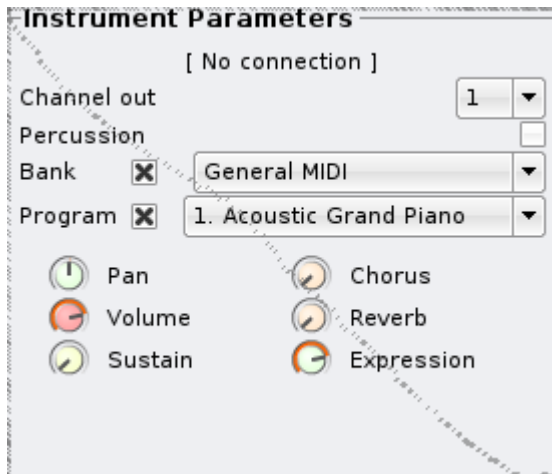 Instrument Parameters
[ No connection ]
Channel out 1
Percussion
Bank General MIDI
Program 1. Acoustic Grand Piano
Pan Chorus
Volume Reverb
Sustain Expression